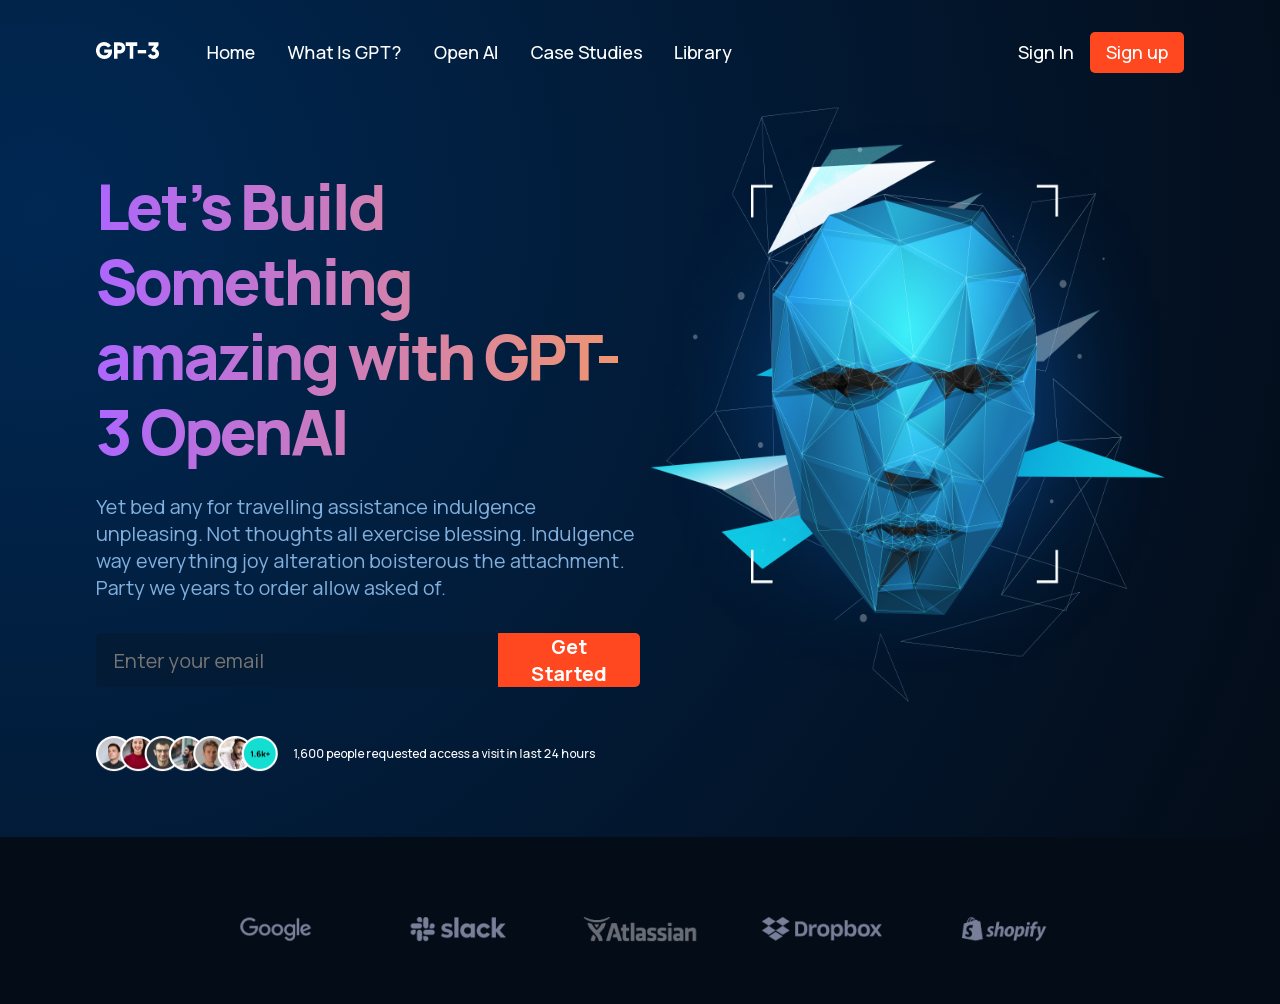 GPT-3 Home What Is GPT? Open AI Case Studies Library Sign In Sign up
Let's Build
Something
amazing with GPT-
3 OpenAI
Yet bed any for travelling assistance indulgence
unpleasing. Not thoughts all exercise blessing. Indulgence
way everything joy alteration boisterous the attachment.
Party we years to order allow asked of.
Enter your email
Get
Started
1.6k+
1,600 people requested access a visit in last 24 hours
Google slack Atlassian Dropbox shopify